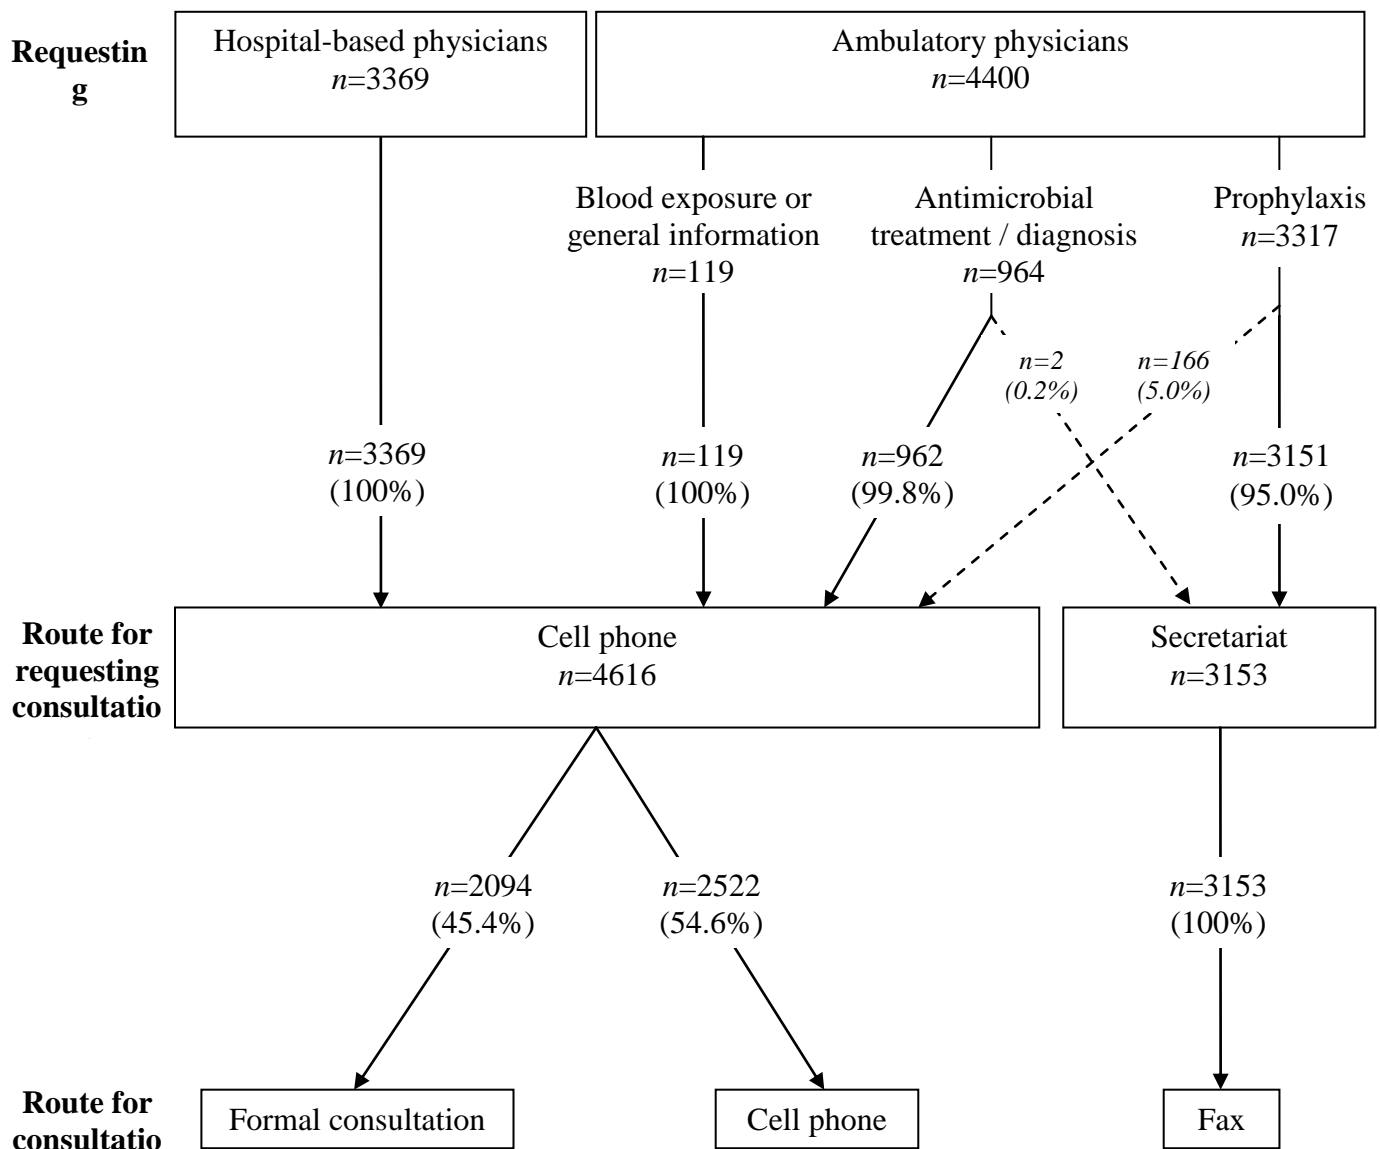 Requestin
g
Hospital-based physicians
n=3369
Ambulatory physicians
n=4400
Blood exposure or
general information
n=119
Antimicrobial
treatment / diagnosis
n=964
Prophylaxis
n=3317
n=2
(0.2%)
n=166
(5.0%)
n=3369
(100%)
n=119
(100%)
n=962
(99.8%)
n=3151
(95.0%)
Route for
requesting
consultatio
Cell phone
n=4616
Secretariat
n=3153
n=2094
(45.4%)
n=2522
(54.6%)
n=3153
(100%)
Route for
consultatio
Formal consultation
Cell phone
Fax